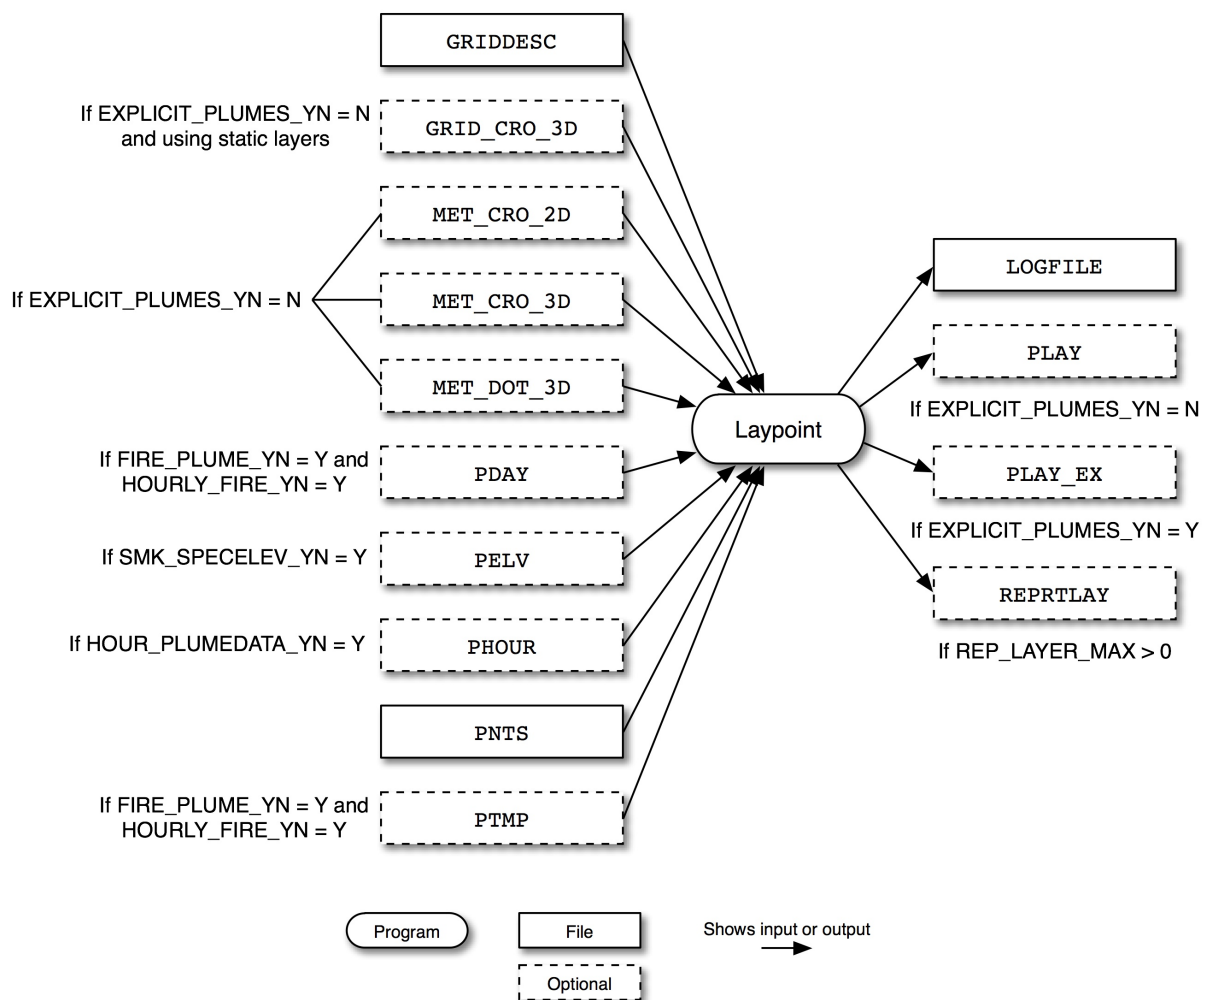 GRIDDESC
If EXPLICIT_PLUMES_YN = N
and using static layers
GRID_CRO_3D
MET_CRO_2D
If EXPLICIT_PLUMES_YN = N
MET_CRO_3D
MET_DOT_3D
If FIRE_PLUME_YN = Y and
HOURLY_FIRE_YN = Y
PDAY
If SMK_SPECELEV_YN = Y
PELV
If HOUR_PLUMEDATA_YN = Y
PHOUR
PNTS
If FIRE_PLUME_YN = Y and
HOURLY_FIRE_YN = Y
PTMP
Laypoint
LOGFILE
PLAY
If EXPLICIT_PLUMES_YN = N
PLAY_EX
If EXPLICIT_PLUMES_YN = Y
REPRTLAY
If REP_LAYER_MAX > 0
Program
File
Shows input or output
Optional